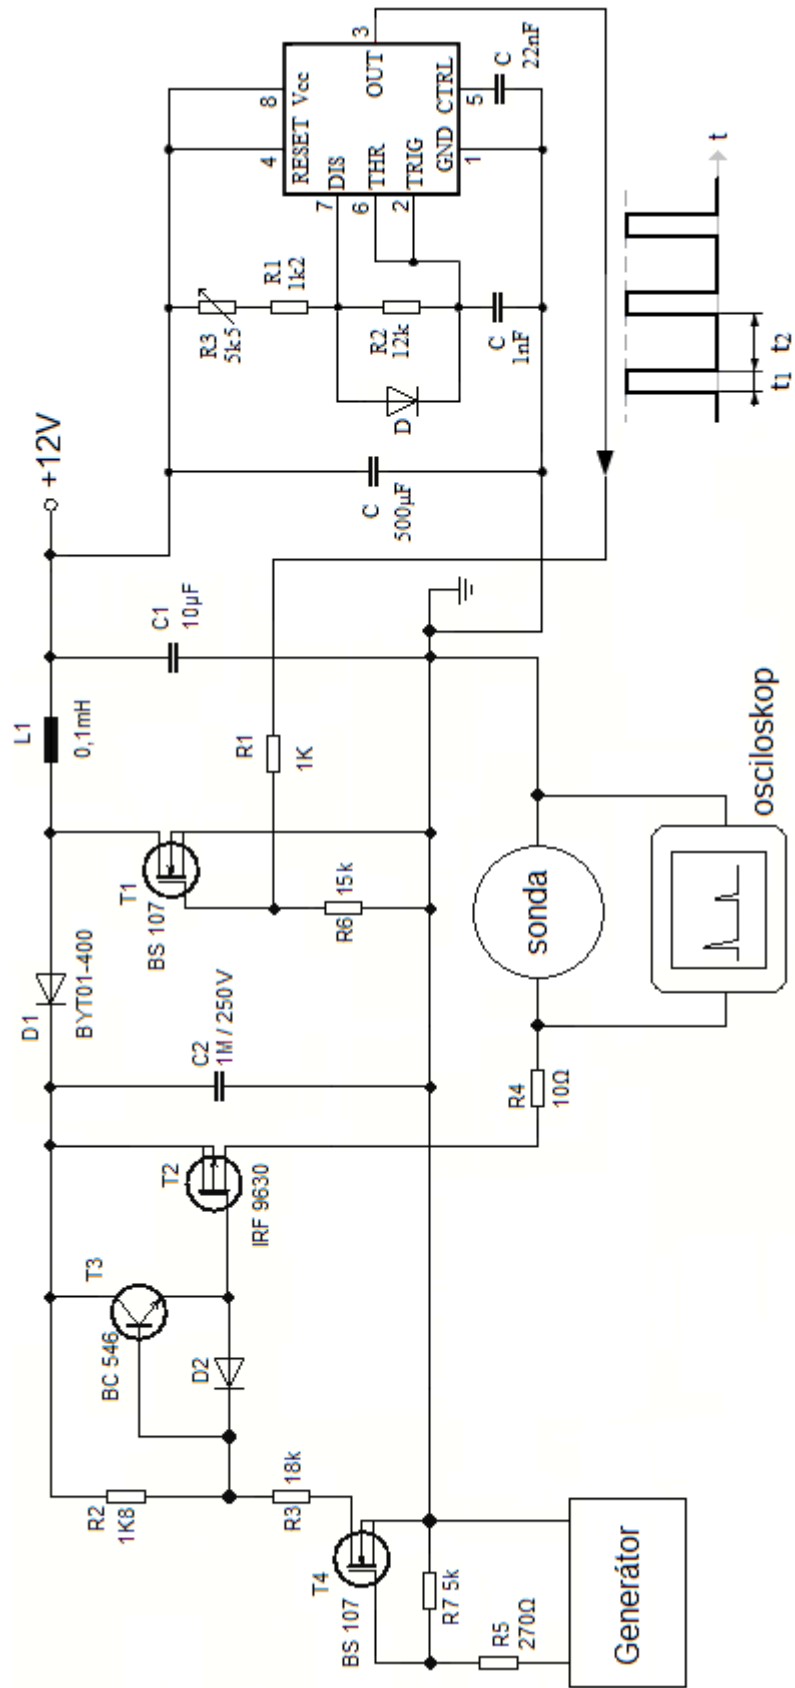 R2
1K8
BC 546
T3
D2
R3
18k
T4
BS 107
R7 5k
R5
270Ω
Generátor
T2
IRF 9630
D1
BYT01-400
C2
1M / 250V
T1
BS 107
R6
15k
R1
1K
L1
0,1mH
C1
10µF
+12V
R4
10Ω
sonda
osciloskop
C
500µF
D
R3
5k5
R1
1k2
R2
12k
C
1nF
4
8
RESET
Vcc
7
DIS
6
THR
2
TRIG
OUT
3
GND
CTRL
1
5
C
22nF
t₁
t₂
t